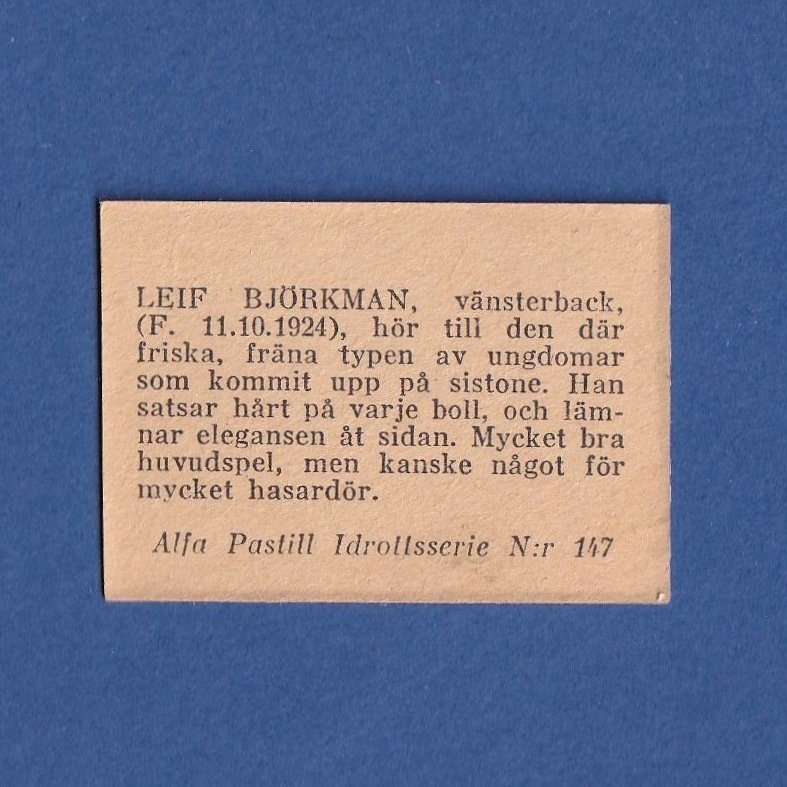 LEIF BJÖRKMAN, vänsterback,
(F. 11.10.1924), hör till den där
friska, fräna typen av ungdomar
som kommit upp på sistone. Han
satsar hårt på varje boll, och läm-
nar elegansen åt sidan. Mycket bra
huvudspel, men kanske något för
mycket hasardör.
Alfa Pastill Idrottsserie N:r 147